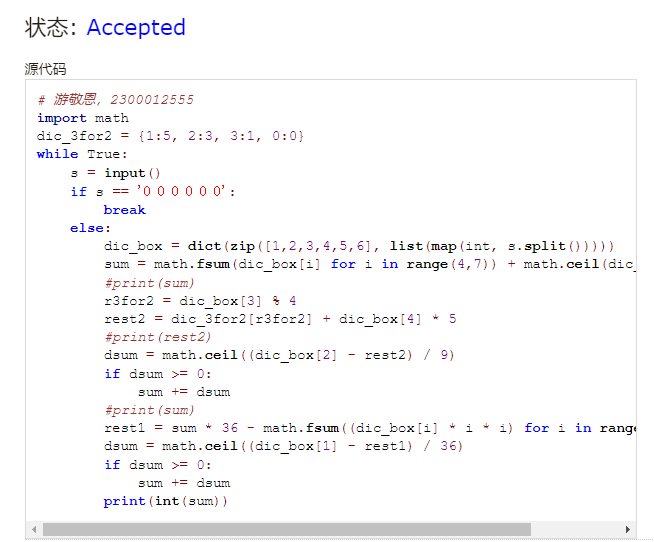 状态: Accepted
源代码
# 游敬恩, 2300012555
import math
dic_3for2 = {1:5, 2:3, 3:1, 0:0}
while True:
    s = input()
    if s == '0 0 0 0 0 0':
        break
    else:
        dic_box = dict(zip([1,2,3,4,5,6], list(map(int, s.split()))))
        sum = math.fsum(dic_box[i] for i in range(4,7)) + math.ceil(dic_
        #print(sum)
        r3for2 = dic_box[3] % 4
        rest2 = dic_3for2[r3for2] + dic_box[4] * 5
        #print(rest2)
        dsum = math.ceil((dic_box[2] - rest2) / 9)
        if dsum >= 0:
            sum += dsum
        #print(sum)
        rest1 = sum * 36 - math.fsum((dic_box[i] * i * i) for i in range
        dsum = math.ceil((dic_box[1] - rest1) / 36)
        if dsum >= 0:
            sum += dsum
        print(int(sum))